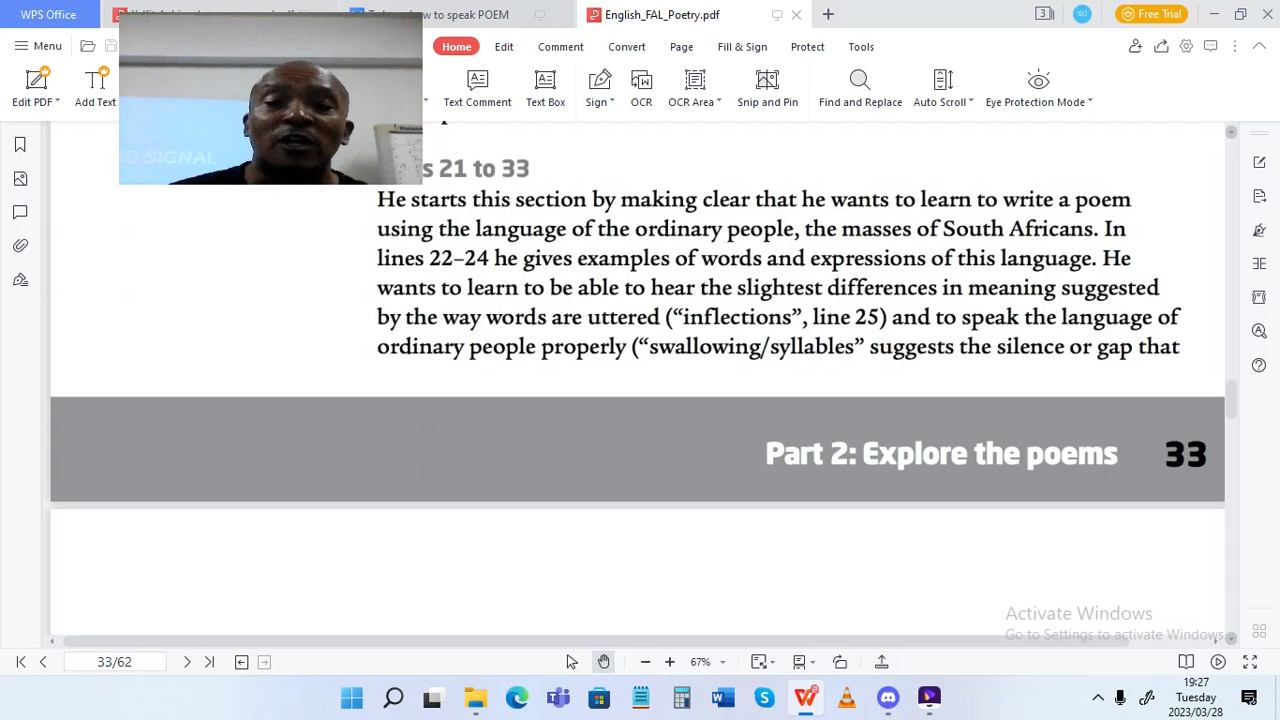 WPS Office
how to speak POEM
English_FAL_Poetry.pdf
Free Trial
Menu
Home
Edit
Comment
Convert
Page
Fill & Sign
Protect
Tools
Edit PDF
Add Text
Text Comment
Text Box
Sign
OCR
OCR Area
Snip and Pin
Find and Replace
Auto Scroll
Eye Protection Mode
NO SIGNAL
s 21 to 33
He starts this section by making clear that he wants to learn to write a poem
using the language of the ordinary people, the masses of South Africans. In
lines 22–24 he gives examples of words and expressions of this language. He
wants to learn to be able to hear the slightest differences in meaning suggested
by the way words are uttered (“inflections”, line 25) and to speak the language of
ordinary people properly (“swallowing/syllables” suggests the silence or gap that
Part 2: Explore the poems 33
Activate Windows
Go to Settings to activate Windows.
33/62
67%
19:27
Tuesday
2023/03/28